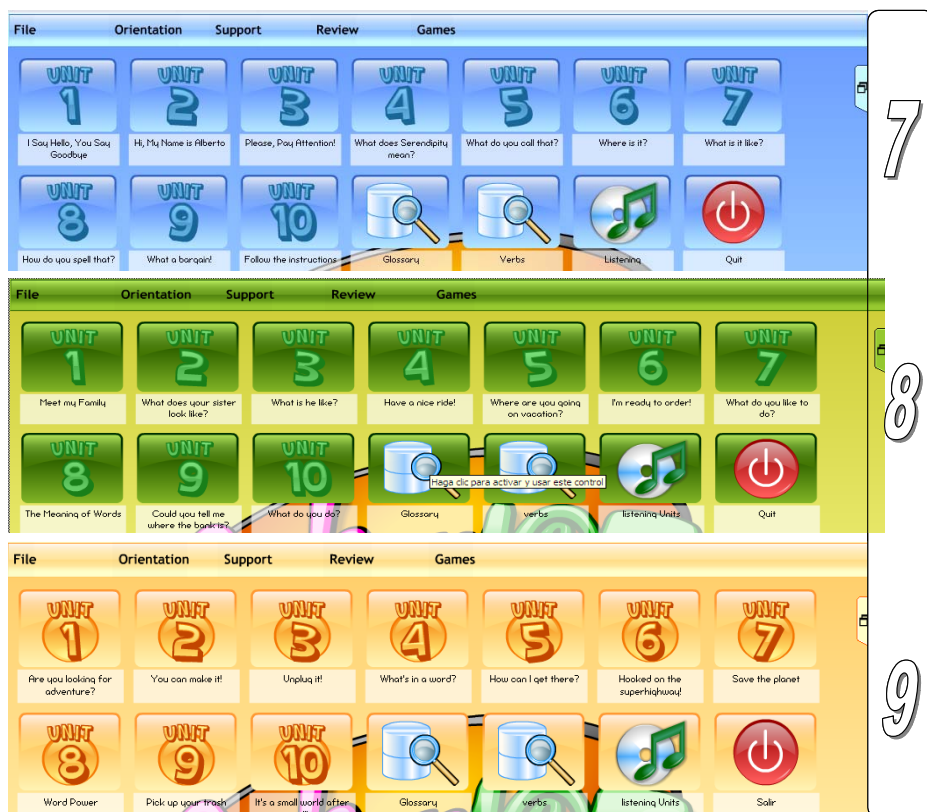 File Orientation Support Review Games
UNIT 1 UNIT 2 UNIT 3 UNIT 4 UNIT 5 UNIT 6 UNIT 7
I Say Hello, You Say Goodbye
Hi, My Name is Alberto
Please, Pay Attention!
What does Serendipity mean?
What do you call that?
Where is it?
What is it like?
7
UNIT 8 UNIT 9 UNIT 10
How do you spell that?
What a bargain!
Follow the instructions
Glossary
Verbs
Listening
Quit
File Orientation Support Review Games
UNIT 1 UNIT 2 UNIT 3 UNIT 4 UNIT 5 UNIT 6 UNIT 7
Meet my Family
What does your sister look like?
What is he like?
Have a nice ride!
Where are you going on vacation?
I'm ready to order!
What do you like to do?
8
UNIT 8 UNIT 9 UNIT 10
Haga clic para activar y usar este control
The Meaning of Words
Could you tell me where the bank is?
What do you do?
Glossary
verbs
listening Units
Quit
File Orientation Support Review Games
UNIT 1 UNIT 2 UNIT 3 UNIT 4 UNIT 5 UNIT 6 UNIT 7
Are you looking for adventure?
You can make it!
Unplug it!
What's in a word?
How can I get there?
Hooked on the superhighway!
Save the planet
9
UNIT 8 UNIT 9 UNIT 10
Word Power
Pick up your trash
It's a small world after
Glossary
verbs
listening Units
Salir